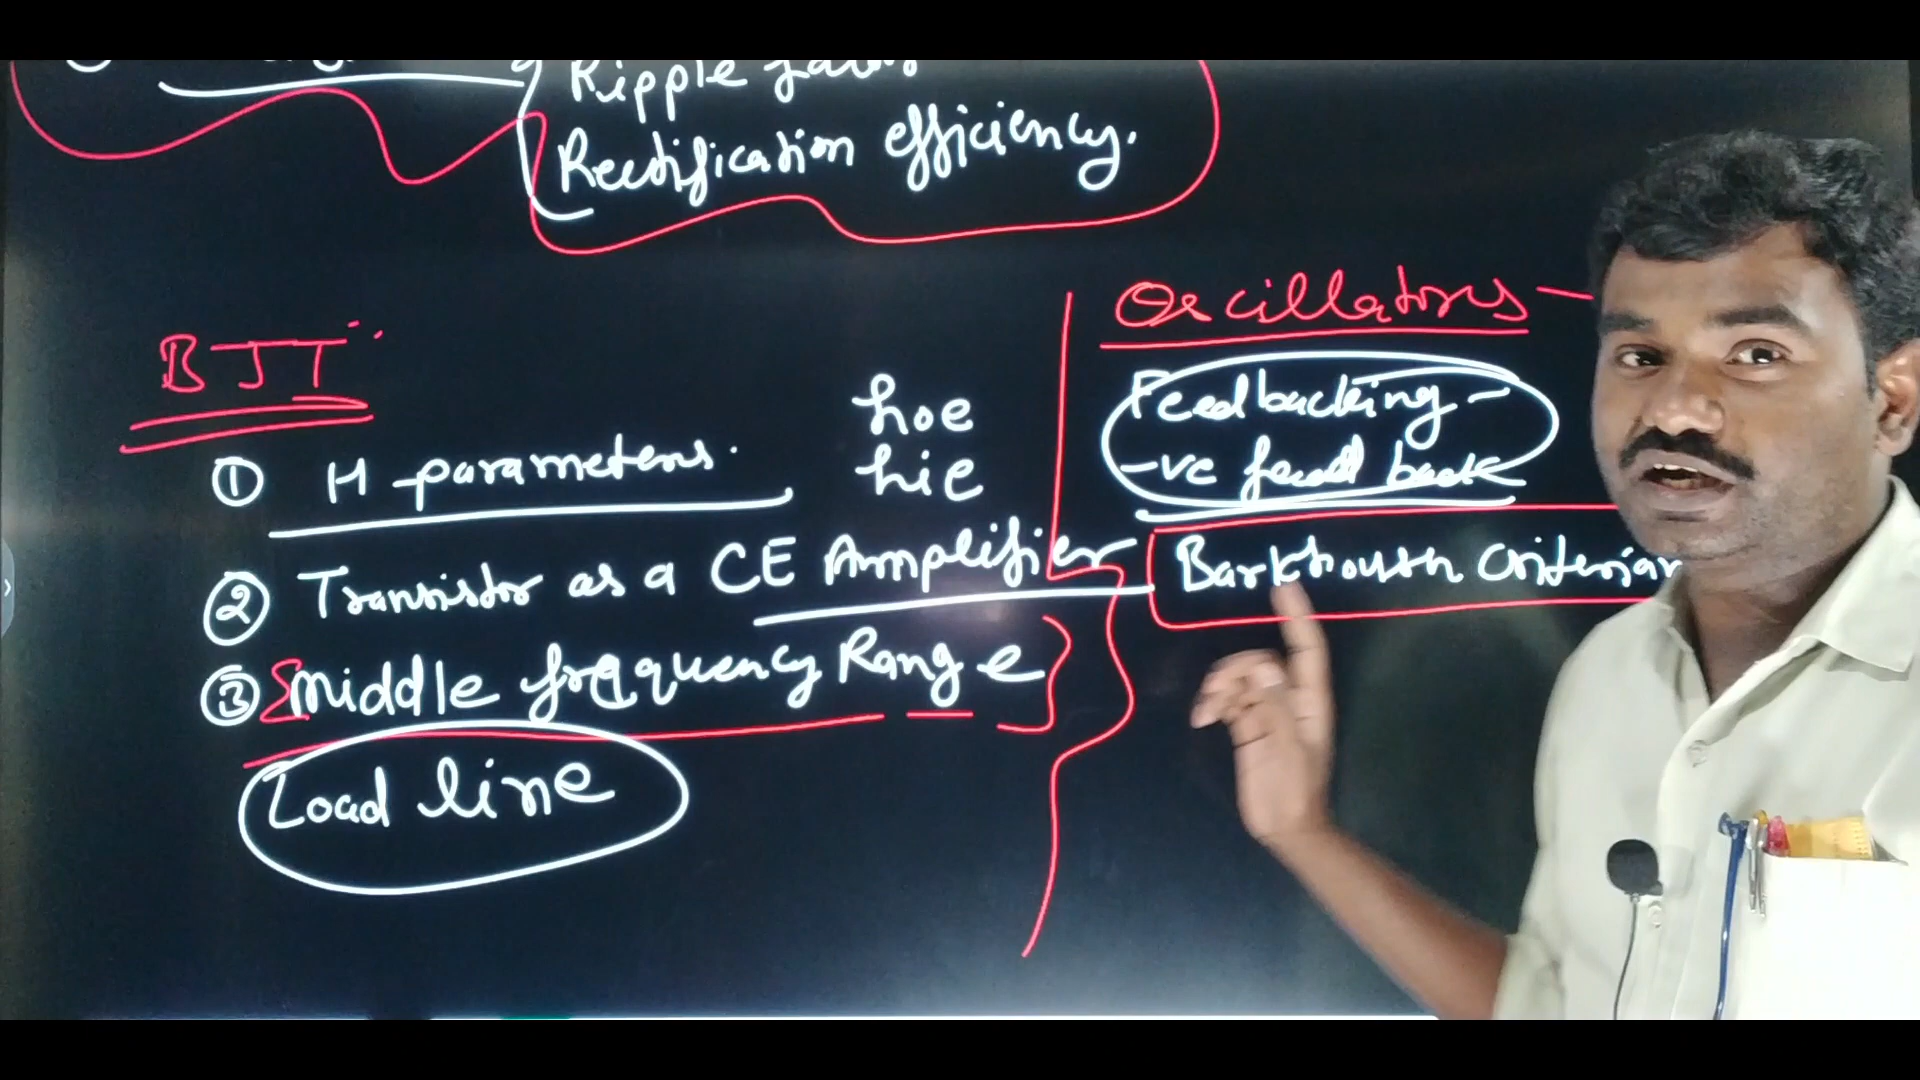 Ripple
Rectification efficiency.
BJT
hoe
hie
① H-parameters.
② Transistor as a CE Amplifier
③ Middle frequency Range
Load line
Oscillators -
Feedbacking -
-ve feed back
Barkhousen Criterian